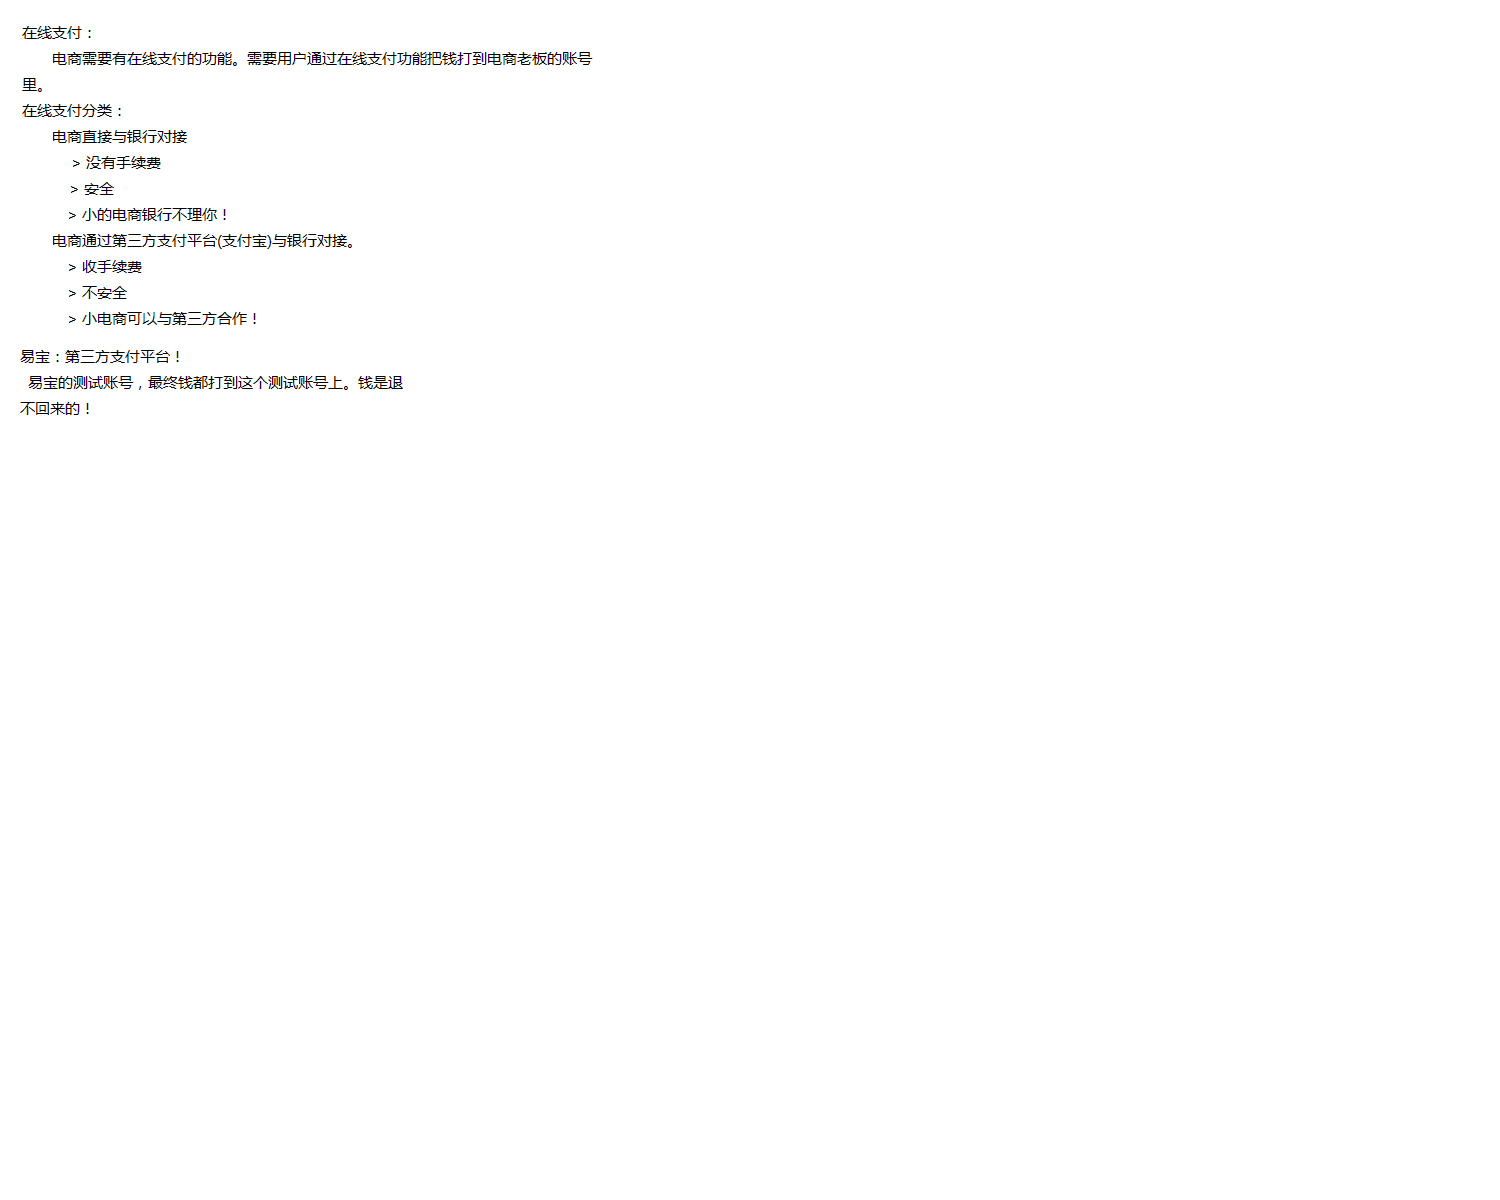 在线支付：
电商需要有在线支付的功能。需要用户通过在线支付功能把钱打到电商老板的账号
里。
在线支付分类：
电商直接与银行对接
> 没有手续费
> 安全
> 小的电商银行不理你！
电商通过第三方支付平台(支付宝)与银行对接。
> 收手续费
> 不安全
> 小电商可以与第三方合作！
易宝：第三方支付平台！
易宝的测试账号，最终钱都打到这个测试账号上。钱是退
不回来的！